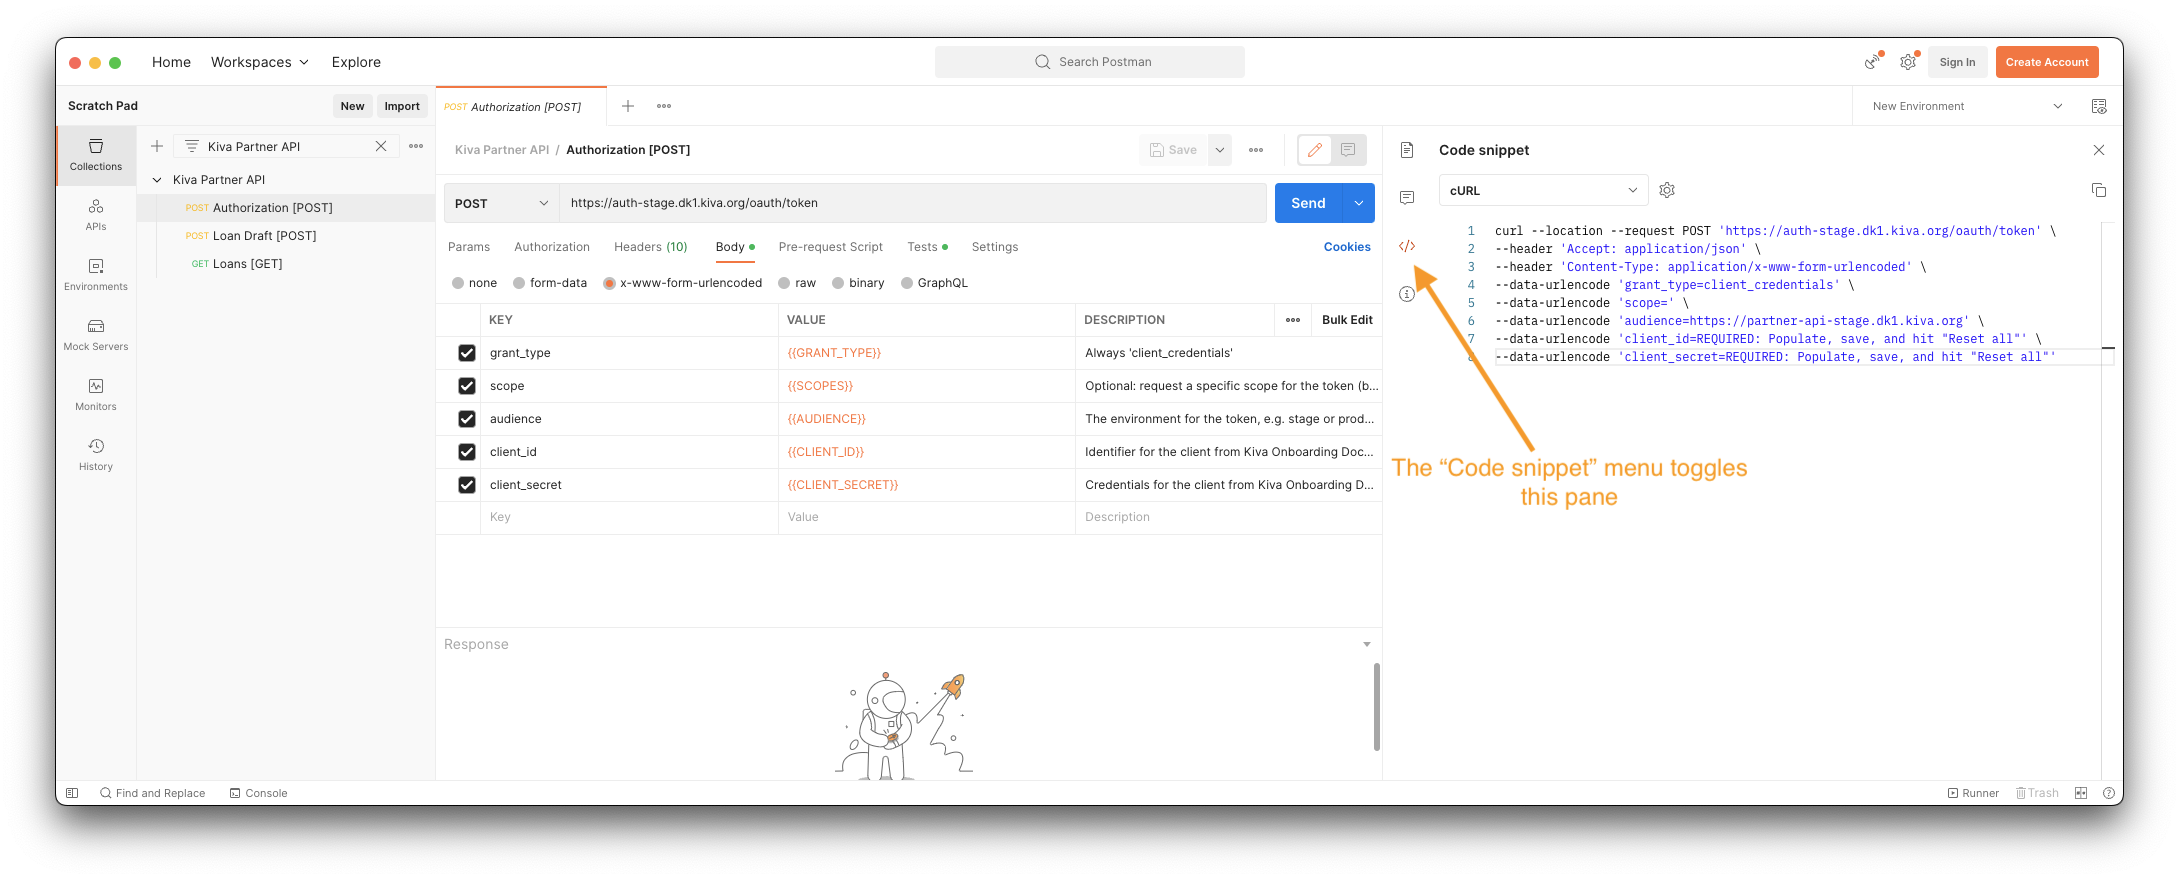 Home Workspaces Explore
Search Postman
Sign In Create Account
Scratch Pad New Import
POST Authorization [POST]
New Environment
Collections
APIs
Environments
Mock Servers
Monitors
History
Kiva Partner API
Kiva Partner API
POST Authorization [POST]
POST Loan Draft [POST]
GET Loans [GET]
Kiva Partner API / Authorization [POST]
Save
POST https://auth-stage.dk1.kiva.org/oauth/token Send
Params Authorization Headers (10) Body Pre-request Script Tests Settings Cookies
none form-data x-www-form-urlencoded raw binary GraphQL
KEY VALUE DESCRIPTION Bulk Edit
grant_type {{GRANT_TYPE}} Always 'client_credentials'
scope {{SCOPES}} Optional: request a specific scope for the token (b...
audience {{AUDIENCE}} The environment for the token, e.g. stage or prod...
client_id {{CLIENT_ID}} Identifier for the client from Kiva Onboarding Doc...
client_secret {{CLIENT_SECRET}} Credentials for the client from Kiva Onboarding D...
Key Value Description
Response
Code snippet
cURL
1 curl --location --request POST 'https://auth-stage.dk1.kiva.org/oauth/token' \
2 --header 'Accept: application/json' \
3 --header 'Content-Type: application/x-www-form-urlencoded' \
4 --data-urlencode 'grant_type=client_credentials' \
5 --data-urlencode 'scope=' \
6 --data-urlencode 'audience=https://partner-api-stage.dk1.kiva.org' \
7 --data-urlencode 'client_id=REQUIRED: Populate, save, and hit "Reset all"' \
8 --data-urlencode 'client_secret=REQUIRED: Populate, save, and hit "Reset all"'
The “Code snippet” menu toggles
this pane
Find and Replace Console
Runner Trash